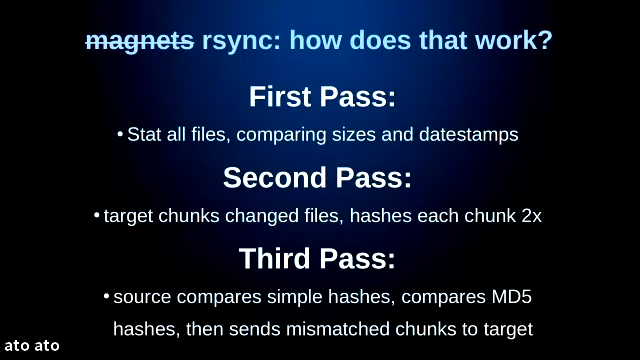 magnets rsync: how does that work?
First Pass:
• Stat all files, comparing sizes and datestamps
Second Pass:
• target chunks changed files, hashes each chunk 2x
Third Pass:
• source compares simple hashes, compares MD5
hashes, then sends mismatched chunks to target
ato ato